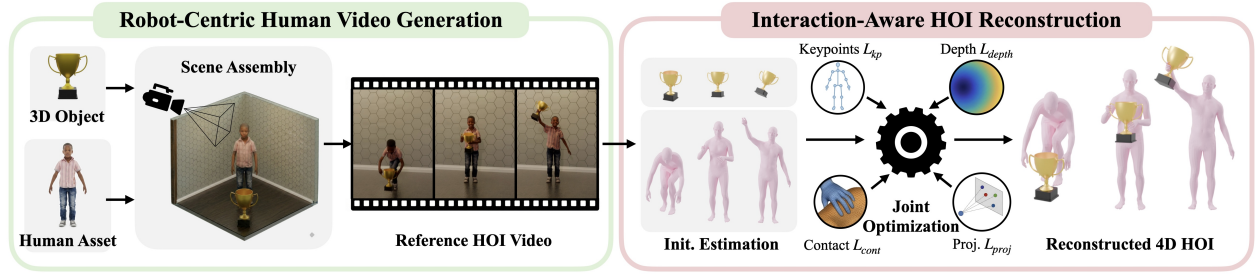 Robot-Centric Human Video Generation
3D Object
Human Asset
Scene Assembly
Reference HOI Video
Interaction-Aware HOI Reconstruction
Init. Estimation
Keypoints L_kp
Depth L_depth
Contact L_cont
Joint
Optimization
Proj. L_proj
Reconstructed 4D HOI